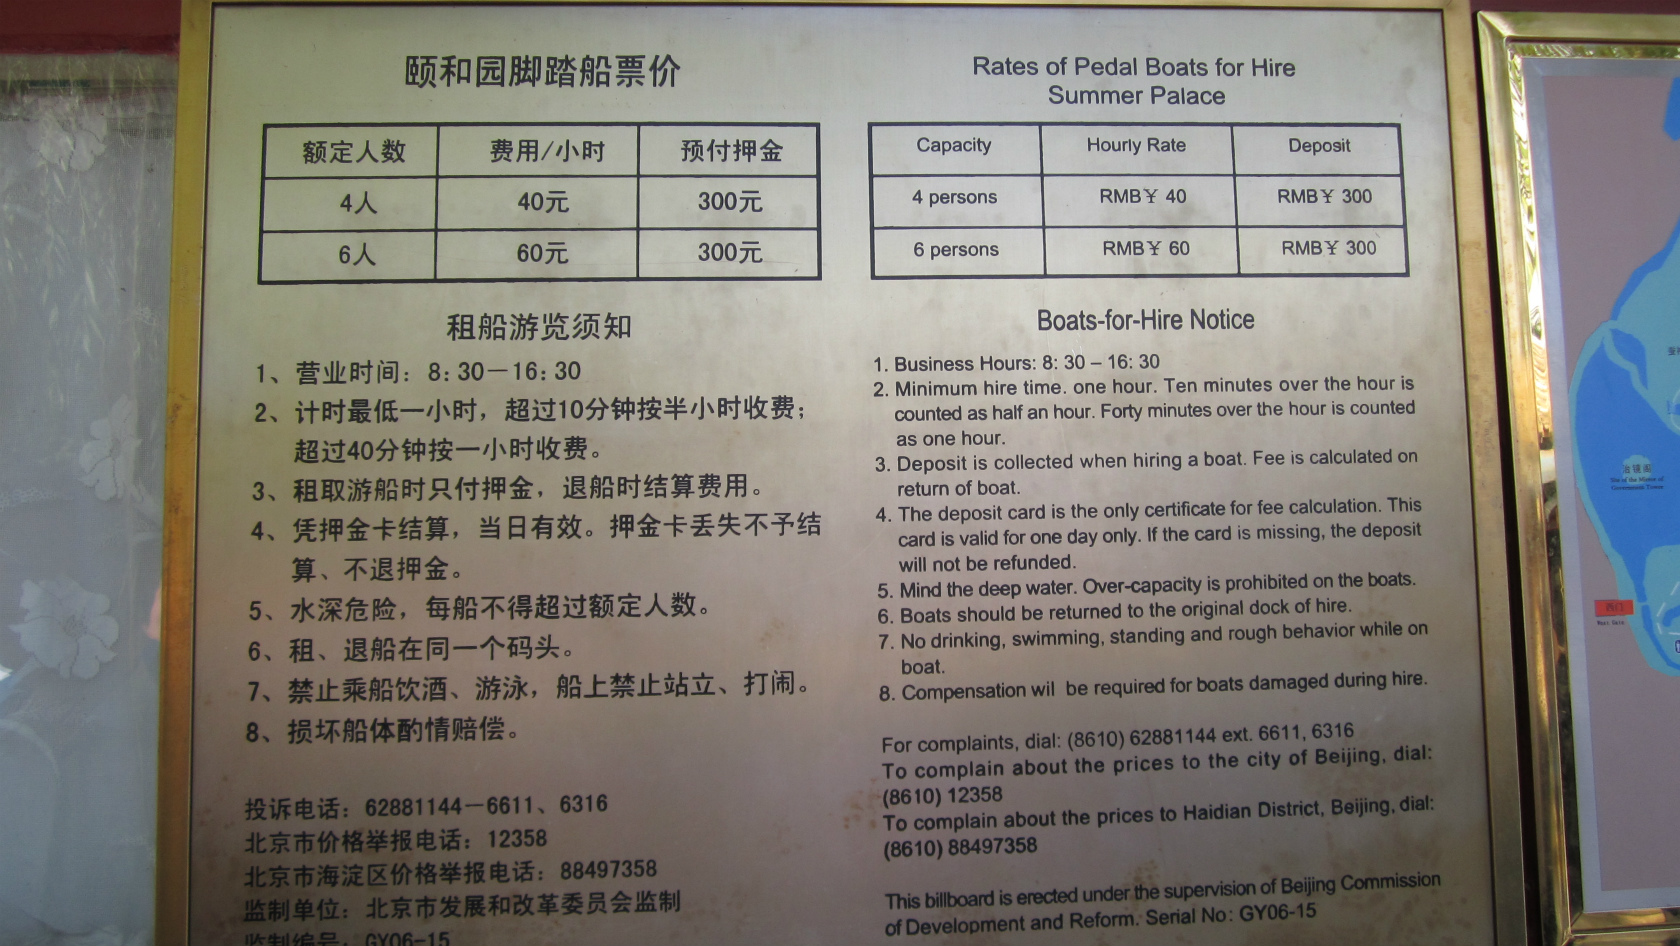 颐和园脚踏船票价
额定人数 费用/小时 预付押金
4人 40元 300元
6人 60元 300元
租船游览须知
1、营业时间：8:30－16:30
2、计时最低一小时，超过10分钟按半小时收费；
超过40分钟按一小时收费。
3、租取游船时只付押金，退船时结算费用。
4、凭押金卡结算，当日有效。押金卡丢失不予结
算、不退押金。
5、水深危险，每船不得超过额定人数。
6、租、退船在同一个码头。
7、禁止乘船饮酒、游泳，船上禁止站立、打闹。
8、损坏船体酌情赔偿。
投诉电话：62881144－6611、6316
北京市价格举报电话：12358
北京市海淀区价格举报电话：88497358
监制单位：北京市发展和改革委员会监制
监制编号：GY06-15
Rates of Pedal Boats for Hire
Summer Palace
Capacity Hourly Rate Deposit
4 persons RMB¥ 40 RMB¥ 300
6 persons RMB¥ 60 RMB¥ 300
Boats-for-Hire Notice
1. Business Hours: 8: 30 – 16: 30
2. Minimum hire time. one hour. Ten minutes over the hour is
counted as half an hour. Forty minutes over the hour is counted
as one hour.
3. Deposit is collected when hiring a boat. Fee is calculated on
return of boat.
4. The deposit card is the only certificate for fee calculation. This
card is valid for one day only. If the card is missing, the deposit
will not be refunded.
5. Mind the deep water. Over-capacity is prohibited on the boats.
6. Boats should be returned to the original dock of hire.
7. No drinking, swimming, standing and rough behavior while on
boat.
8. Compensation wil be required for boats damaged during hire.
For complaints, dial: (8610) 62881144 ext. 6611, 6316
To complain about the prices to the city of Beijing, dial:
(8610) 12358
To complain about the prices to Haidian District, Beijing, dial:
(8610) 88497358
This billboard is erected under the supervision of Beijing Commission
of Development and Reform. Serial No: GY06-15
治镜阁
西门
West Gate